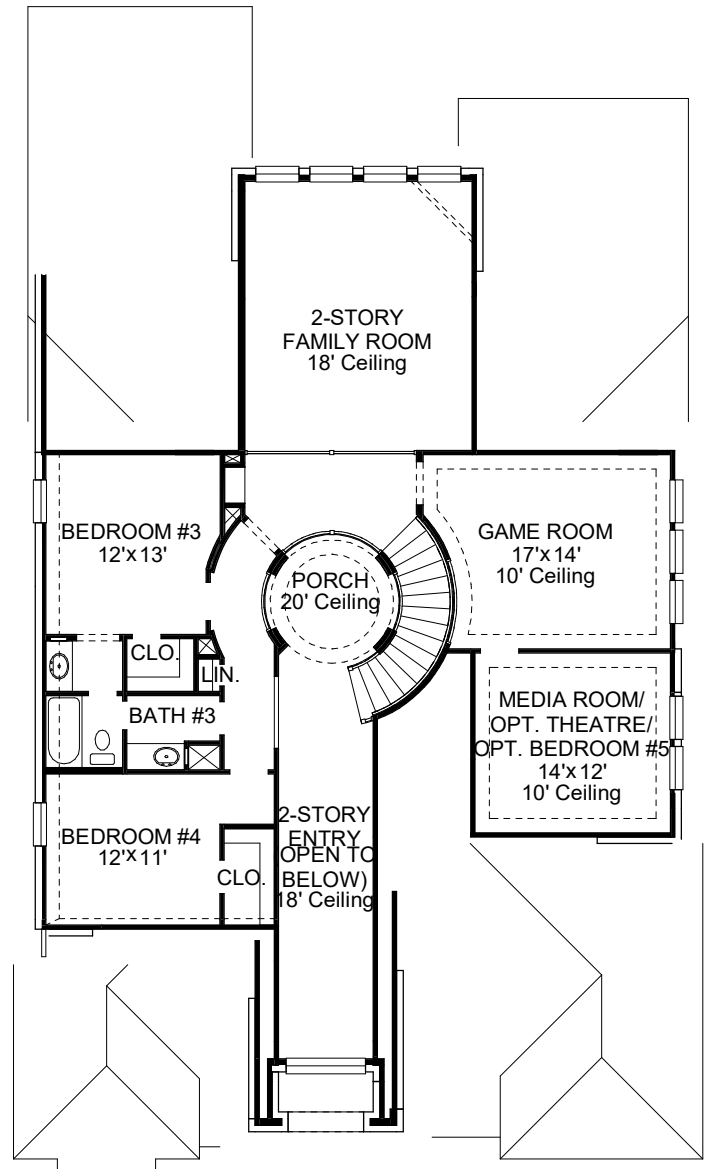 2-STORY
FAMILY ROOM
18' Ceiling
BEDROOM #3
12'x13'
PORCH
20' Ceiling
GAME ROOM
17'x14'
10' Ceiling
CLO.
LIN.
BATH #3
MEDIA ROOM/
OPT. THEATRE/
OPT. BEDROOM #5
14'x12'
10' Ceiling
BEDROOM #4
12'x11'
CLO.
2-STORY
ENTRY
(OPEN TO
BELOW)
18' Ceiling